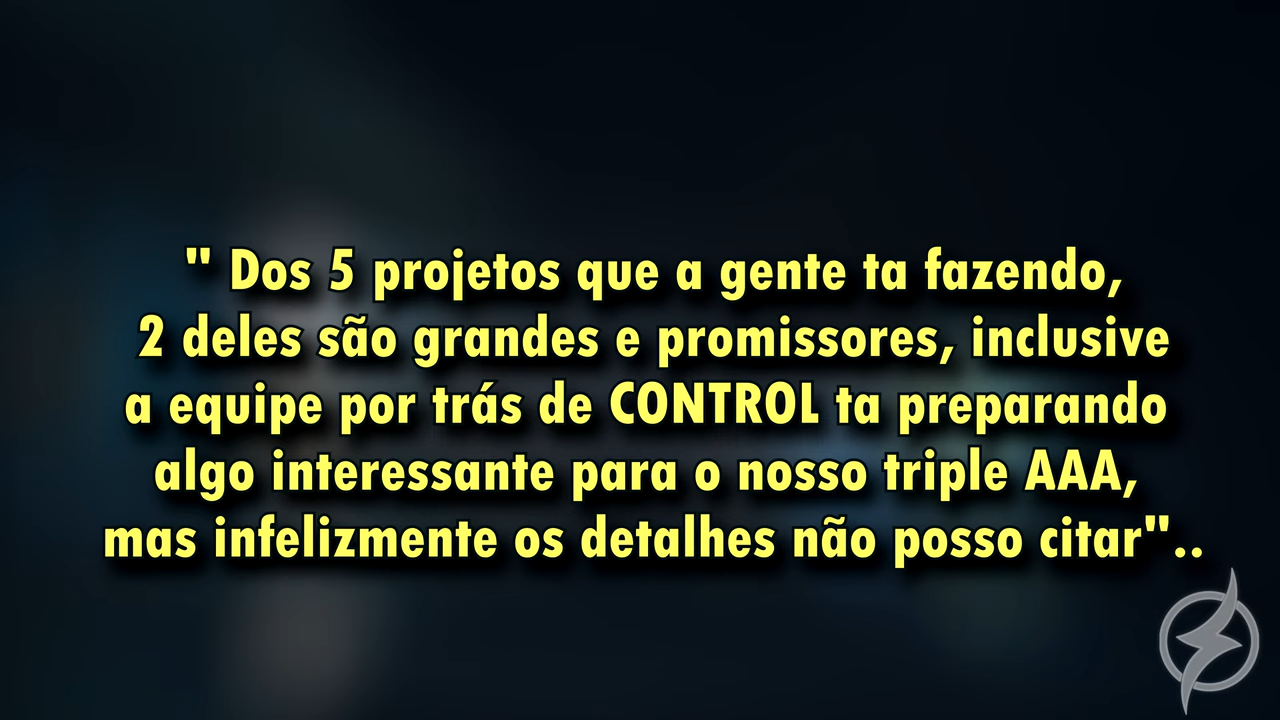 " Dos 5 projetos que a gente ta fazendo,
2 deles são grandes e promissores, inclusive
a equipe por trás de CONTROL ta preparando
algo interessante para o nosso triple AAA,
mas infelizmente os detalhes não posso citar"..